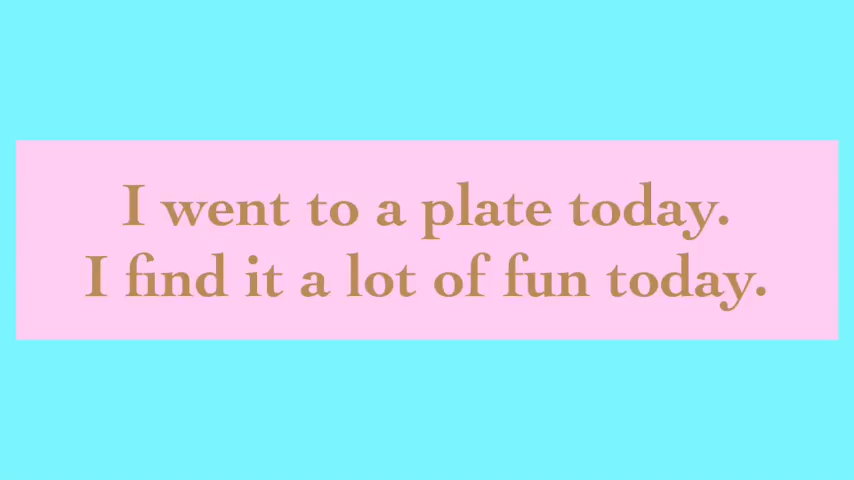 I went to a plate today.
I find it a lot of fun today.